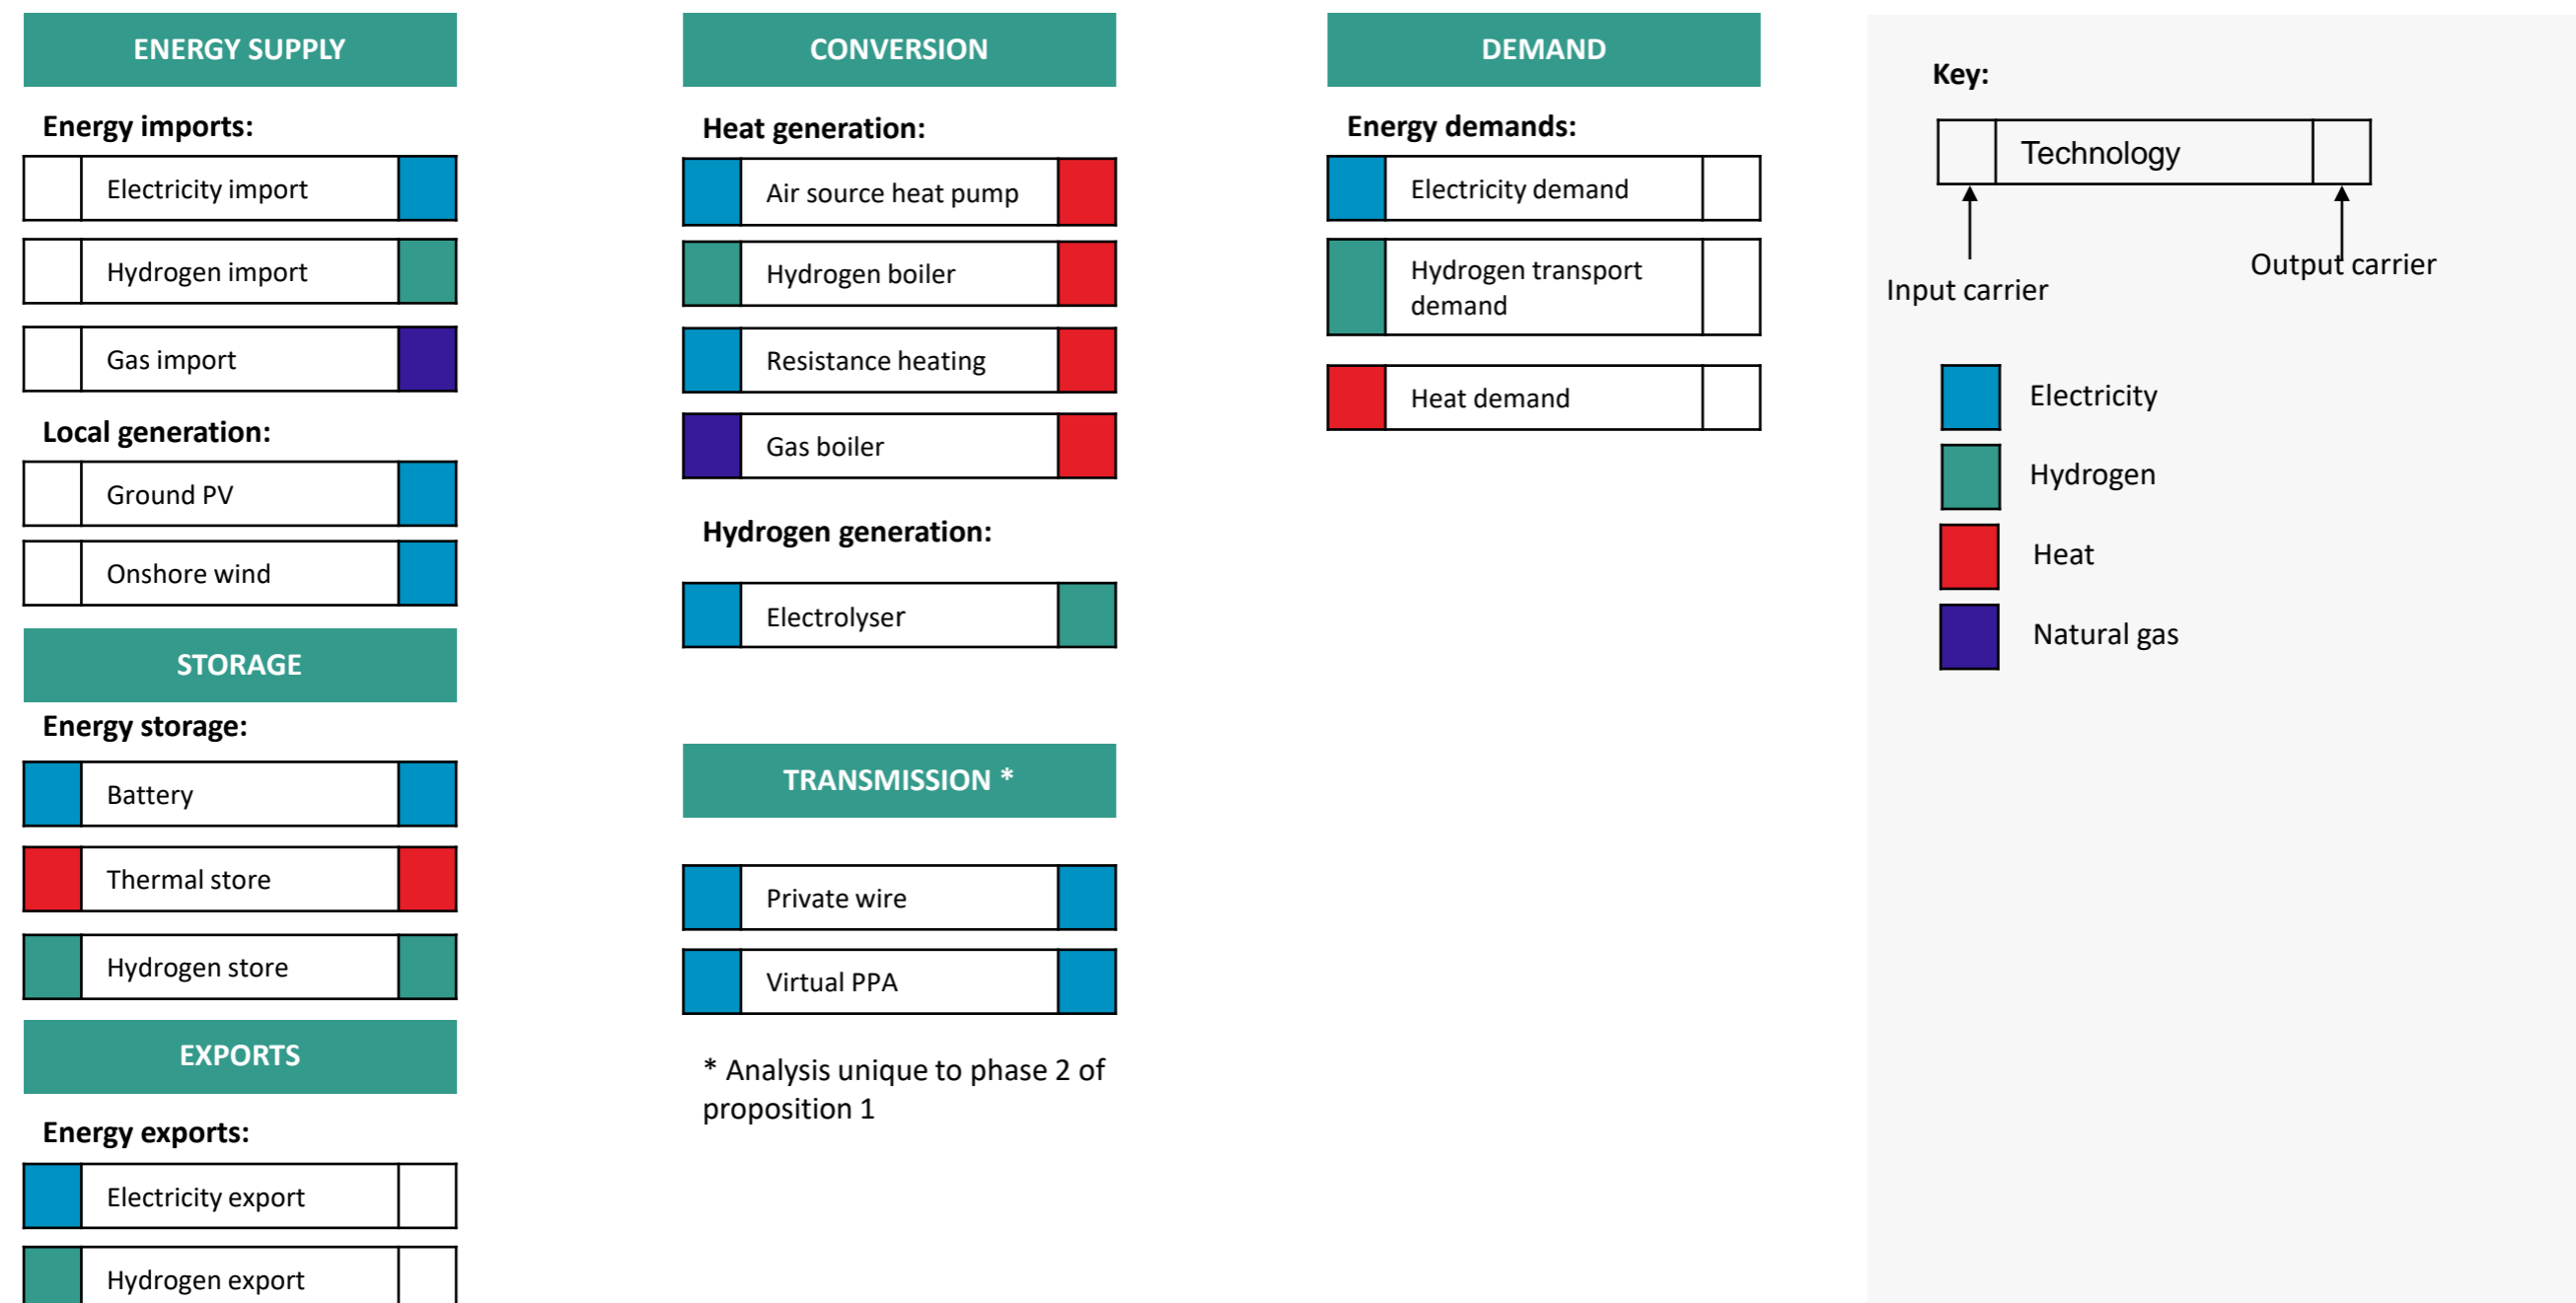 ENERGY SUPPLY
Energy imports:
Electricity import
Hydrogen import
Gas import
Local generation:
Ground PV
Onshore wind
STORAGE
Energy storage:
Battery
Thermal store
Hydrogen store
EXPORTS
Energy exports:
Electricity export
Hydrogen export
CONVERSION
Heat generation:
Air source heat pump
Hydrogen boiler
Resistance heating
Gas boiler
Hydrogen generation:
Electrolyser
TRANSMISSION *
Private wire
Virtual PPA
* Analysis unique to phase 2 of
proposition 1
DEMAND
Energy demands:
Electricity demand
Hydrogen transport
demand
Heat demand
Key:
Technology
Input carrier
Output carrier
Electricity
Hydrogen
Heat
Natural gas